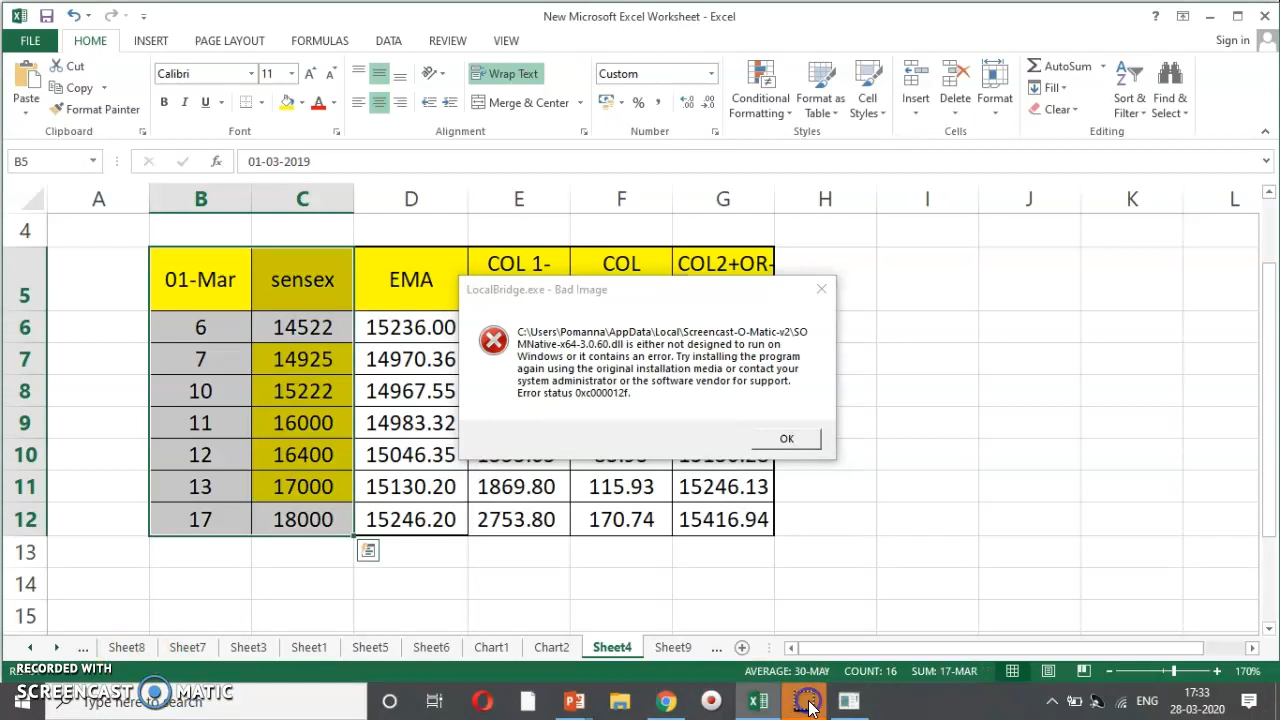 New Microsoft Excel Worksheet - Excel
FILE HOME INSERT PAGE LAYOUT FORMULAS DATA REVIEW VIEW Sign in
Paste Cut Copy Format Painter Clipboard
Calibri 11 B I U A Font
Wrap Text Merge & Center Alignment
Custom % Number
Conditional Formatting Format as Table Cell Styles Styles
Insert Delete Format Cells
AutoSum Fill Clear Sort & Filter Find & Select Editing
B5 fx 01-03-2019
A B C D E F G H I J K L
4
5 01-Mar sensex EMA COL 1- COL COL2+OR-
6 6 14522 15236.00
7 7 14925 14970.36
8 8 15222 14967.55
9 11 16000 14983.32
10 12 16400 15046.35
11 13 17000 15130.20 1869.80 115.93 15246.13
12 17 18000 15246.20 2753.80 170.74 15416.94
13
14
15
LocalBridge.exe - Bad Image
C:\Users\Pomanna\AppData\Local\Screencast-O-Matic-v2\SO
MNative-x64-3.0.60.dll is either not designed to run on
Windows or it contains an error. Try installing the program
again using the original installation media or contact your
system administrator or the software vendor for support.
Error status 0xc000012f.
OK
... Sheet8 Sheet7 Sheet3 Sheet1 Sheet5 Sheet6 Chart1 Chart2 Sheet4 Sheet9 ...
AVERAGE: 30-MAY COUNT: 16 SUM: 17-MAR 170%
RECORDED WITH
SCREENCAST MATIC
Type here to search
ENG 17:33
28-03-2020